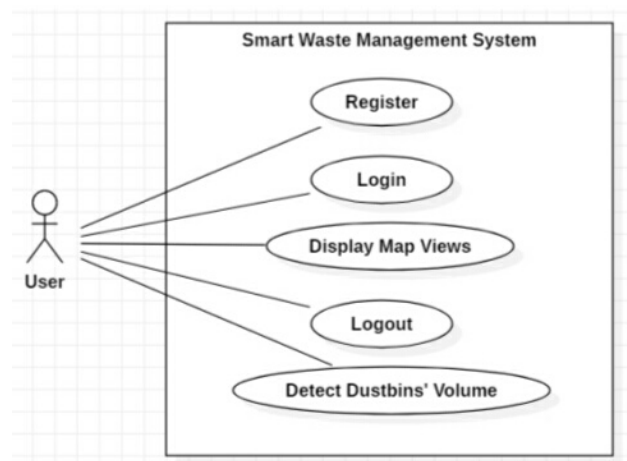 Smart Waste Management System
Register
Login
Display Map Views
User
Logout
Detect Dustbins' Volume